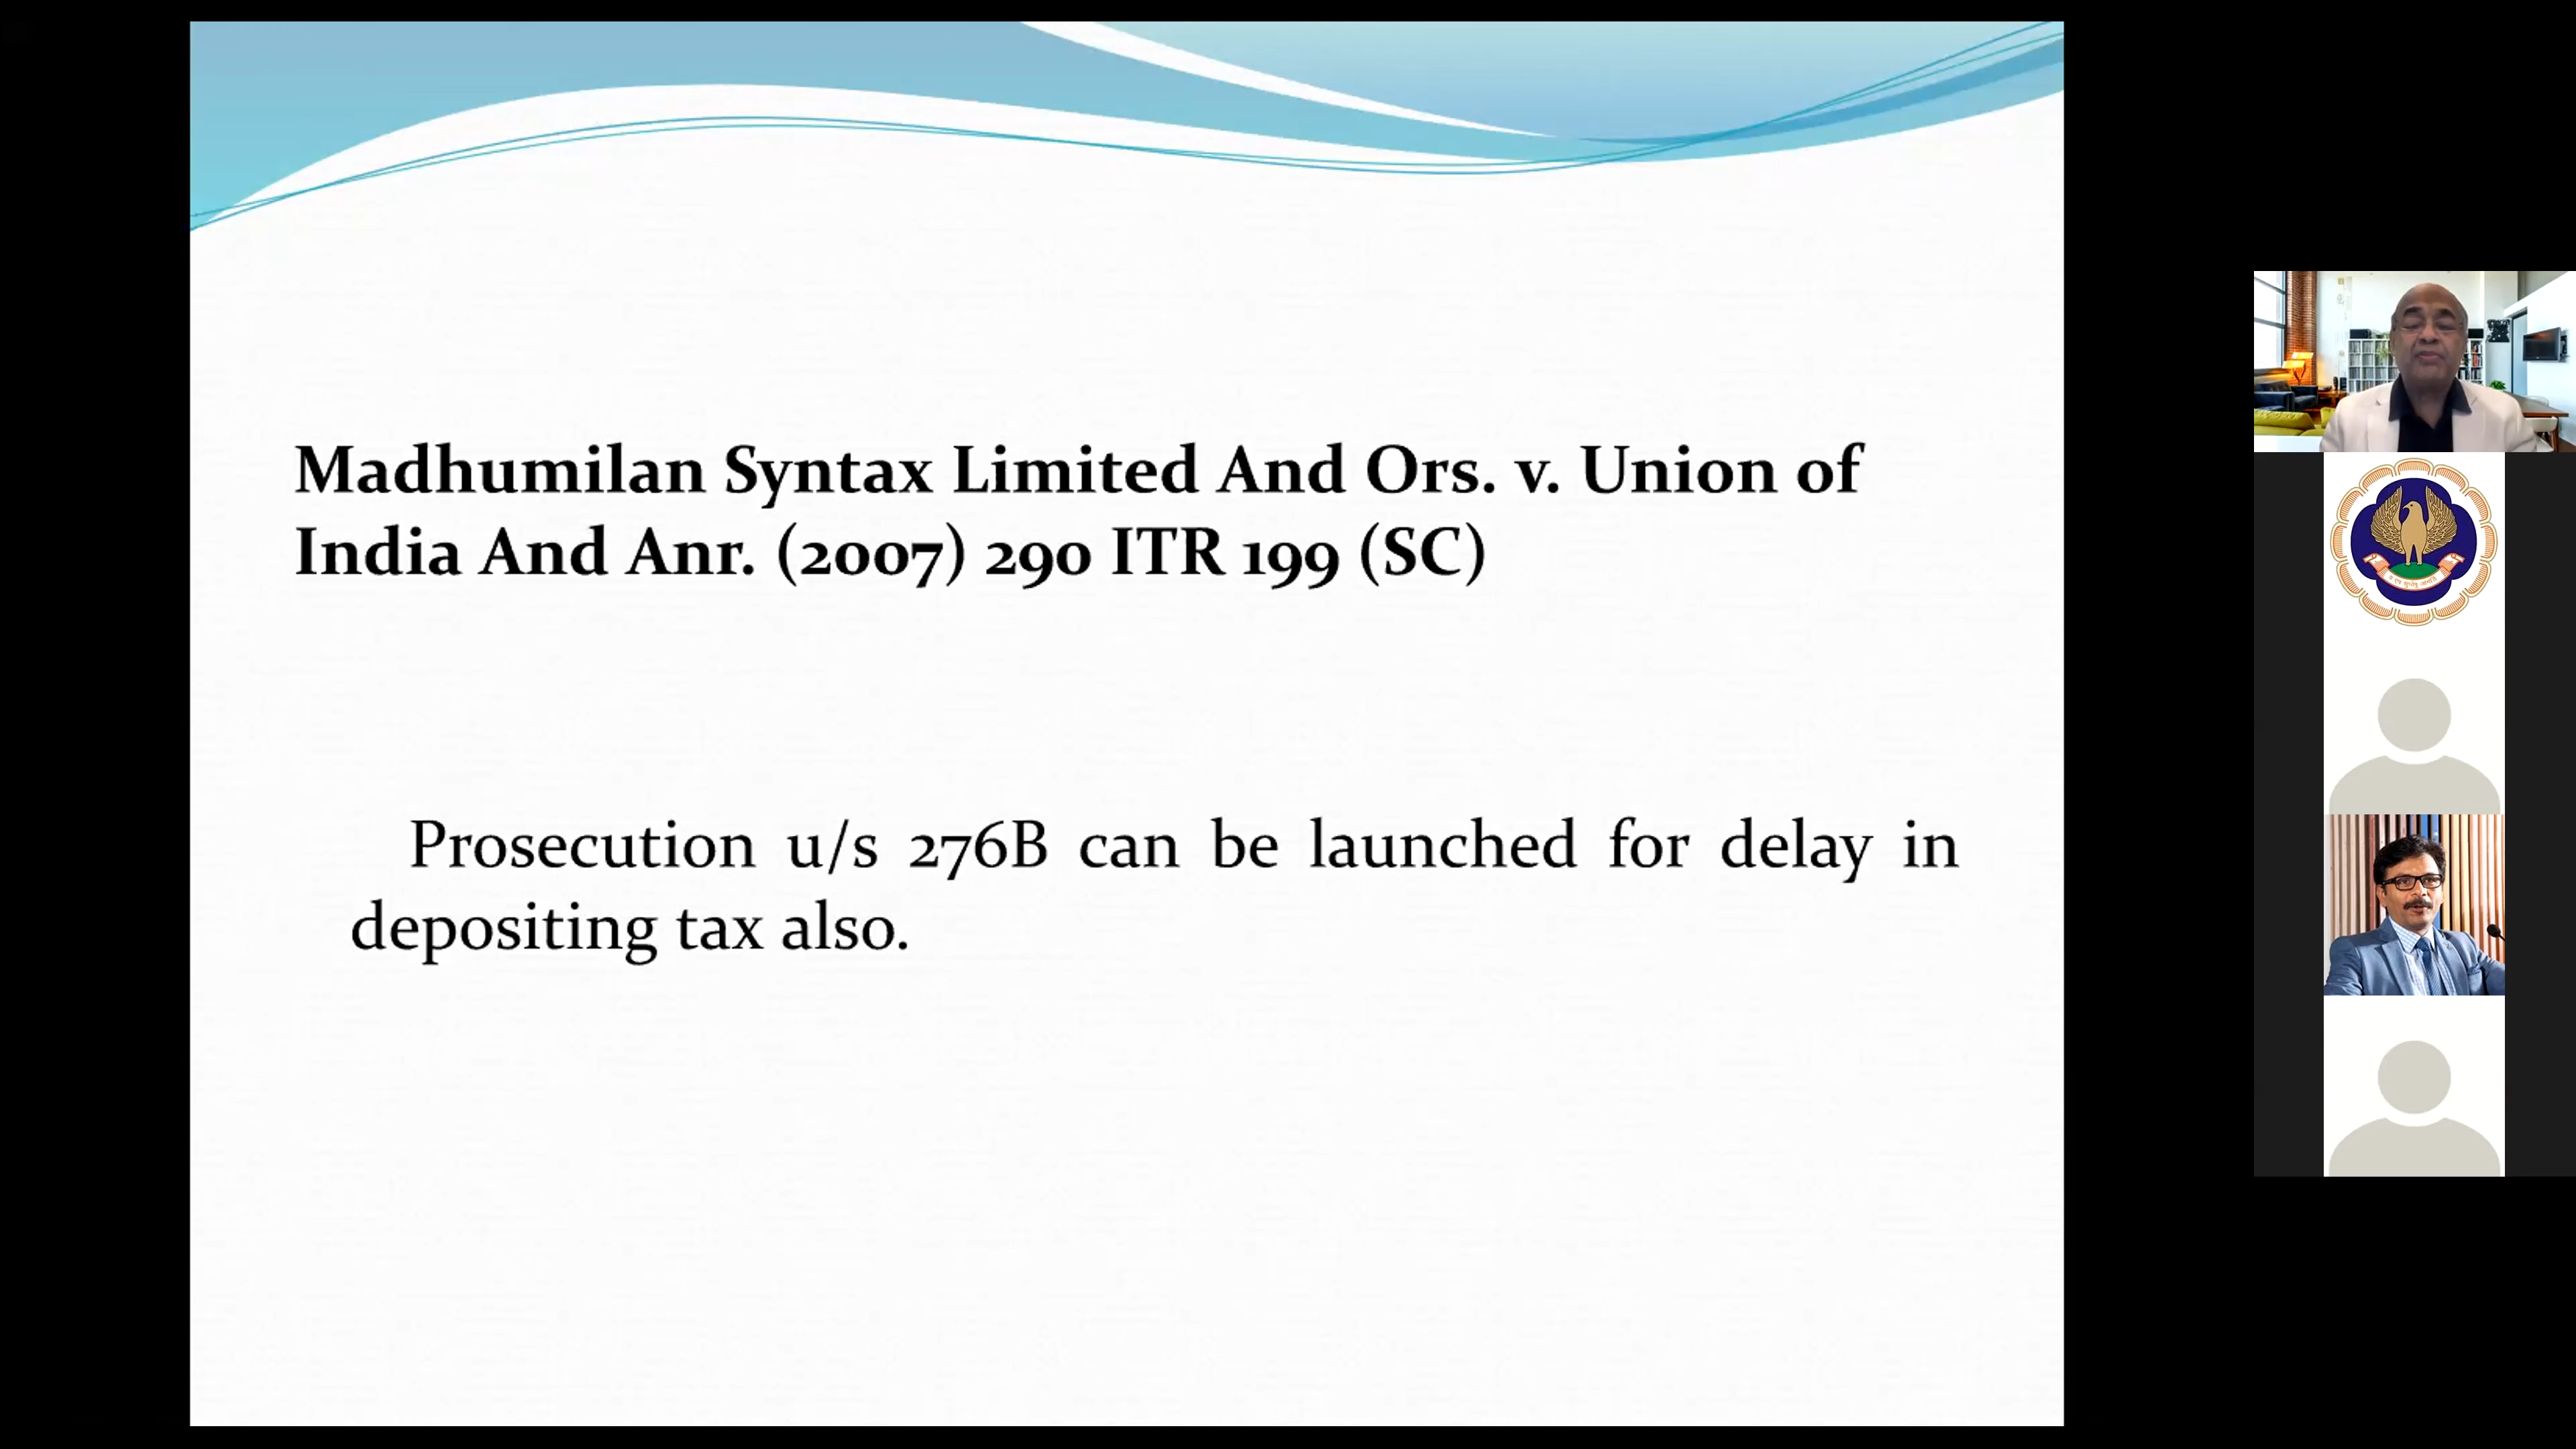 Madhumilan Syntax Limited And Ors. v. Union of
India And Anr. (2007) 290 ITR 199 (SC)
Prosecution u/s 276B can be launched for delay in
depositing tax also.